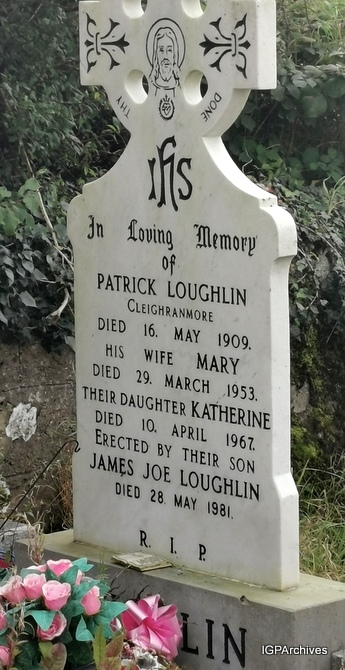 THY DONE
IHS
In Loving Memory
of
PATRICK LOUGHLIN
CLEIGHRANMORE
DIED 16. MAY 1909.
HIS WIFE MARY
DIED 29. MARCH 1953.
THEIR DAUGHTER KATHERINE
DIED 10. APRIL 1967.
ERECTED BY THEIR SON
JAMES JOE LOUGHLIN
DIED 28. MAY 1981.
R. I. P.
LIN
IGPArchives